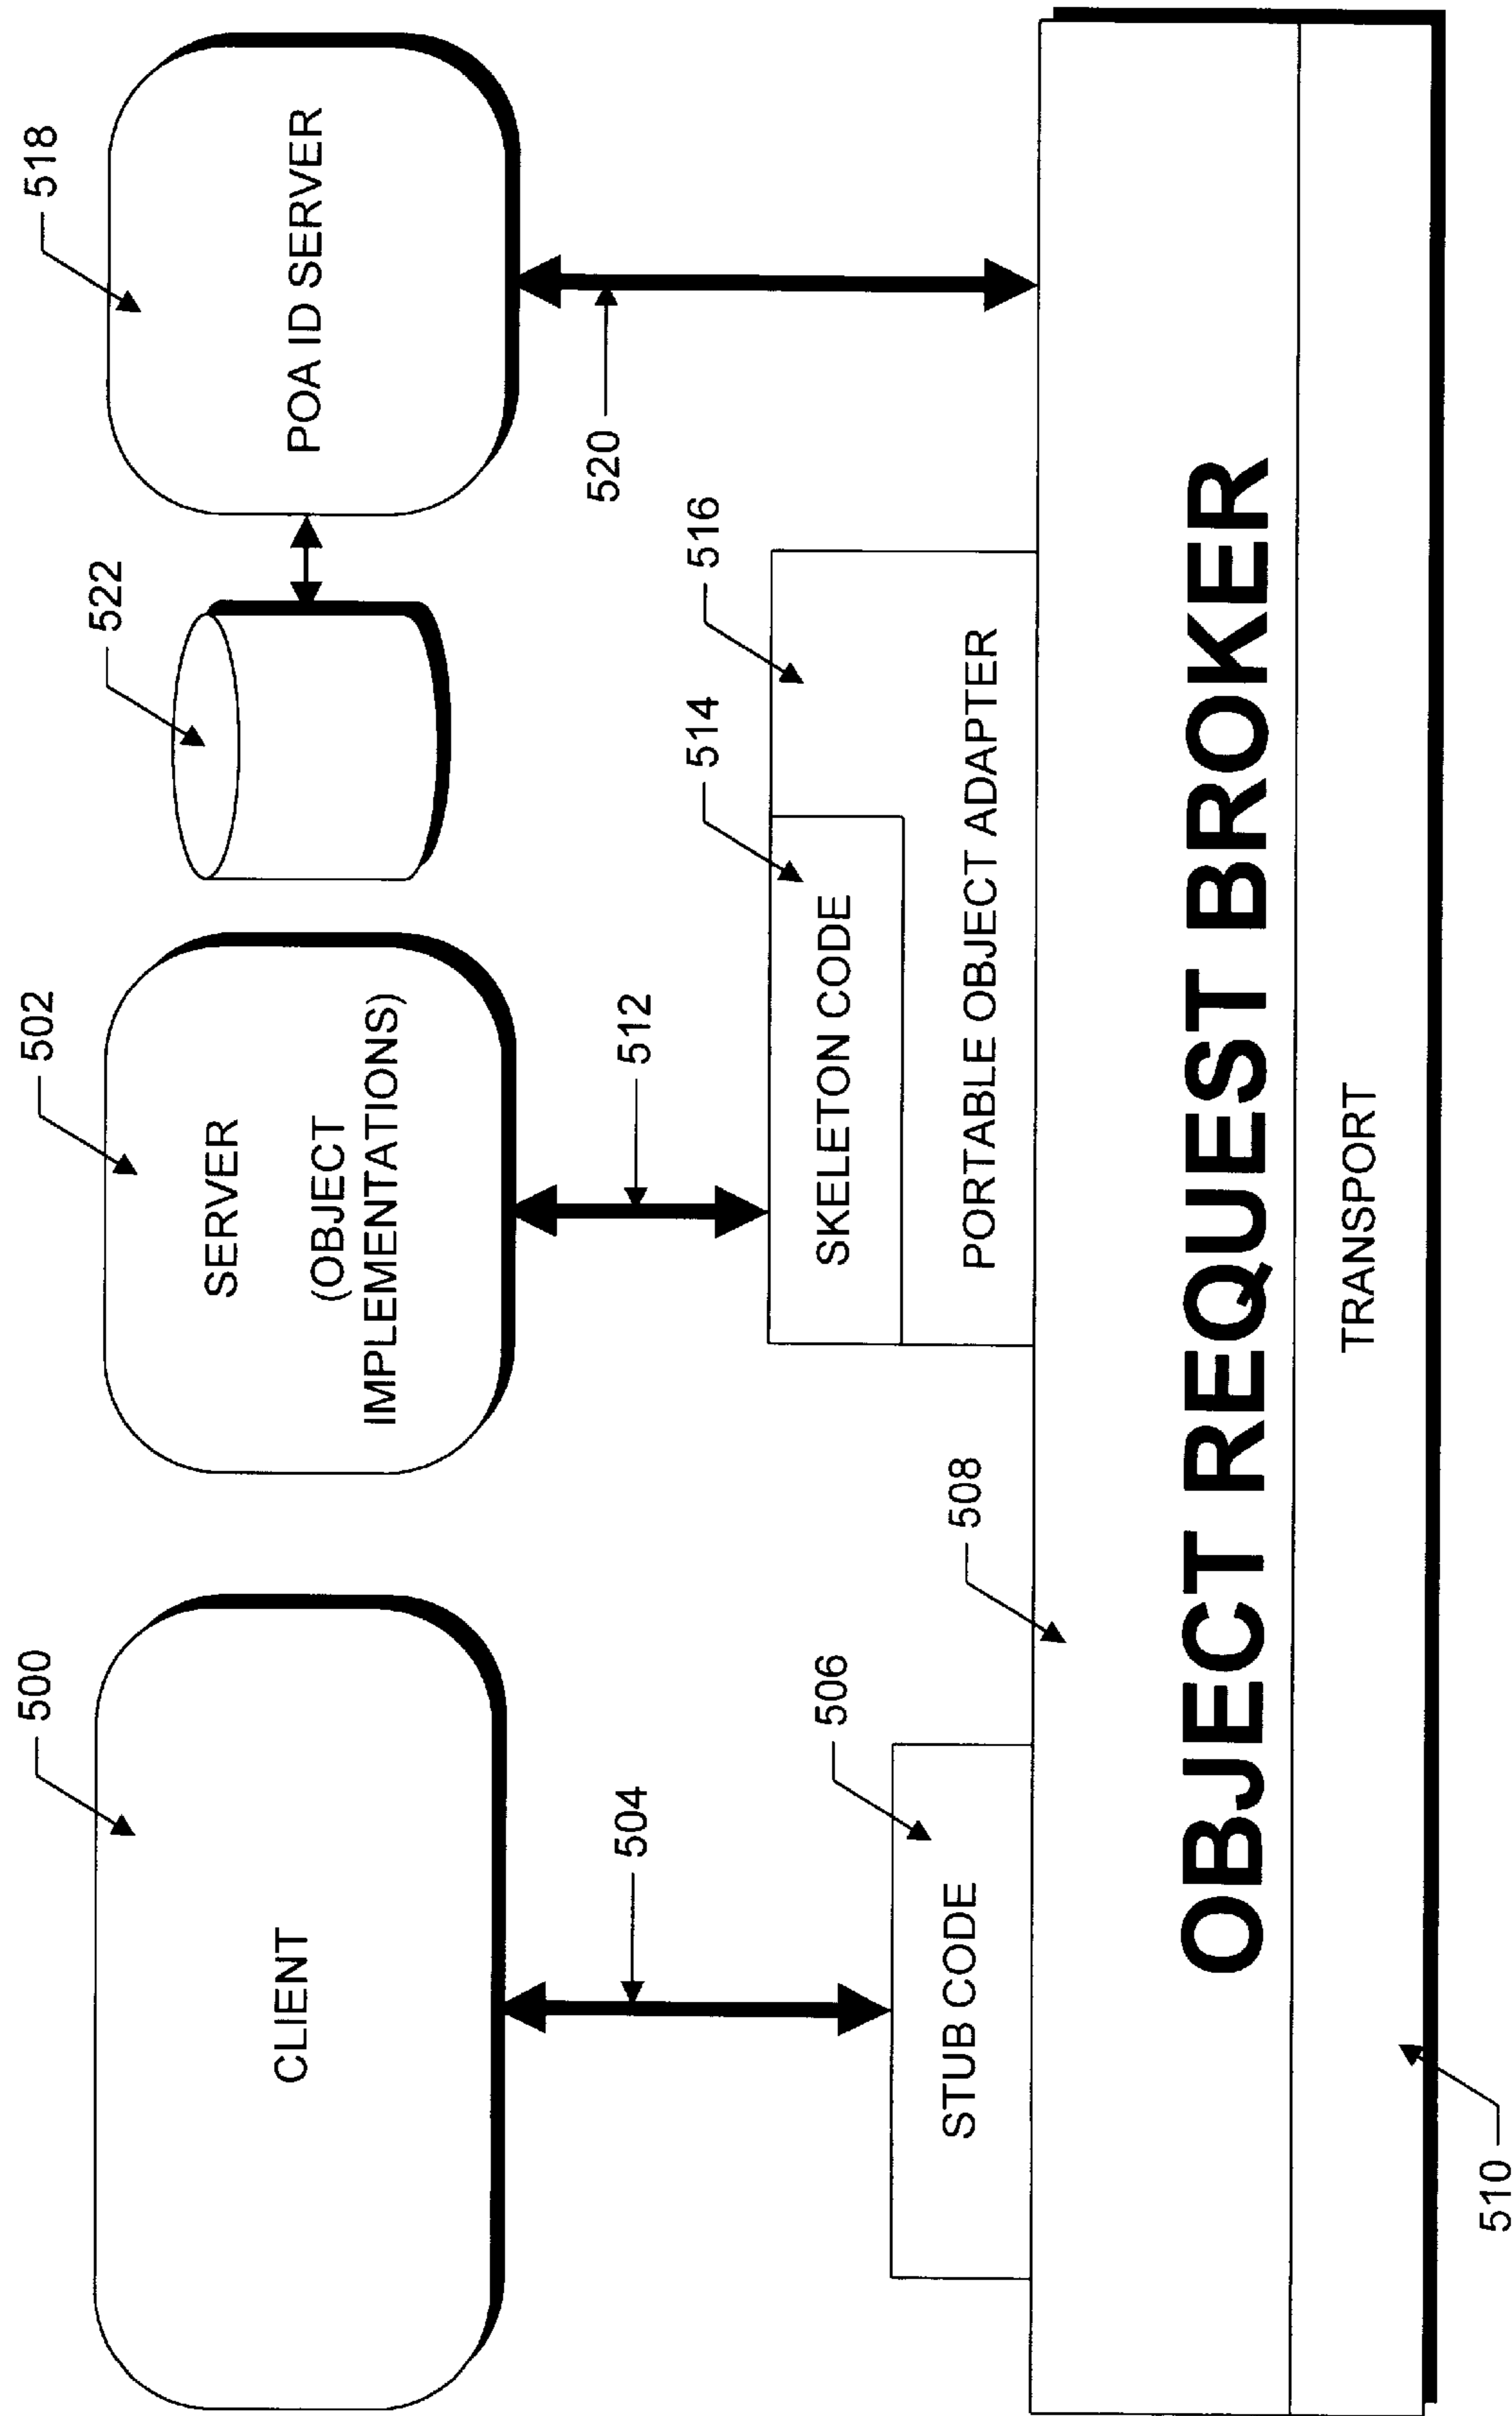 500
502
518
522
CLIENT
SERVER
(OBJECT
IMPLEMENTATIONS)
POA ID SERVER
504
512
520
506
514
516
SKELETON CODE
STUB CODE
508
PORTABLE OBJECT ADAPTER
OBJECT REQUEST BROKER
TRANSPORT
510